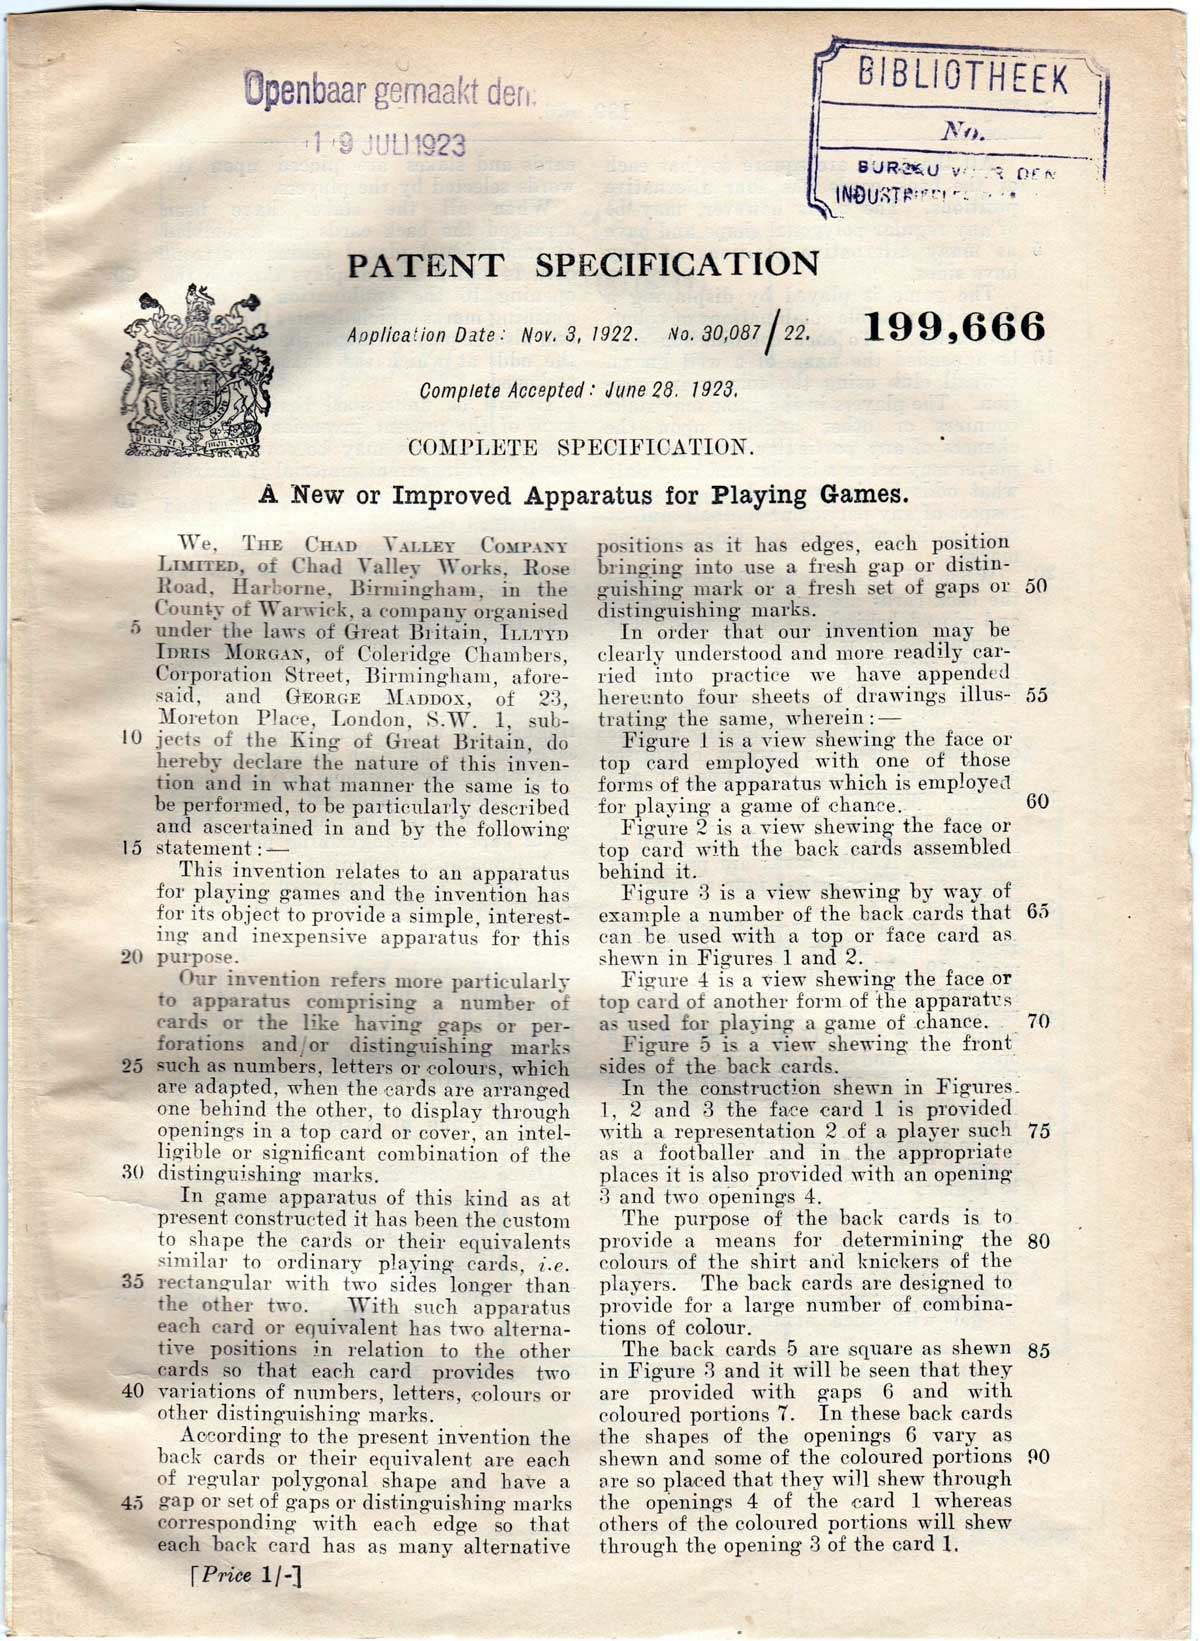 Openbaar gemaakt den:
19 JULI 1923
BIBLIOTHEEK
No.
BUREAU VOOR DEN
PATENT SPECIFICATION
Application Date: Nov. 3, 1922. No. 30,087/22. 199,666
Complete Accepted: June 28. 1923.
COMPLETE SPECIFICATION.
A New or Improved Apparatus for Playing Games.
We, THE CHAD VALLEY COMPANY
LIMITED, of Chad Valley Works, Rose
Road, Harborne, Birmingham, in the
County of Warwick, a company organised
5 under the laws of Great Britain, ILLTYD
IDRIS MORGAN, of Coleridge Chambers,
Corporation Street, Birmingham, afore-
said, and GEORGE MADDOX, of 23,
Moreton Place, London, S.W. 1, sub-
10 jects of the King of Great Britain, do
hereby declare the nature of this inven-
tion and in what manner the same is to
be performed, to be particularly described
and ascertained in and by the following
15 statement:—
This invention relates to an apparatus
for playing games and the invention has
for its object to provide a simple, interest-
ing and inexpensive apparatus for this
20 purpose.
Our invention refers more particularly
to apparatus comprising a number of
cards or the like having gaps or per-
forations and/or distinguishing marks
25 such as numbers, letters or colours, which
are adapted, when the cards are arranged
one behind the other, to display through
openings in a top card or cover, an intel-
ligible or significant combination of the
30 distinguishing marks.
In game apparatus of this kind as at
present constructed it has been the custom
to shape the cards or their equivalents
similar to ordinary playing cards, i.e.
35 rectangular with two sides longer than
the other two. With such apparatus
each card or equivalent has two alterna-
tive positions in relation to the other
cards so that each card provides two
40 variations of numbers, letters, colours or
other distinguishing marks.
According to the present invention the
back cards or their equivalent are each
of regular polygonal shape and have a
45 gap or set of gaps or distinguishing marks
corresponding with each edge so that
each back card has as many alternative
[Price 1/-]
positions as it has edges, each position
bringing into use a fresh gap or distin-
guishing mark or a fresh set of gaps or 50
distinguishing marks.
In order that our invention may be
clearly understood and more readily car-
ried into practice we have appended
hereunto four sheets of drawings illus- 55
trating the same, wherein:—
Figure 1 is a view shewing the face or
top card employed with one of those
forms of the apparatus which is employed
for playing a game of chance. 60
Figure 2 is a view shewing the face or
top card with the back cards assembled
behind it.
Figure 3 is a view shewing by way of
example a number of the back cards that 65
can be used with a top or face card as
shewn in Figures 1 and 2.
Figure 4 is a view shewing the face or
top card of another form of the apparatus
as used for playing a game of chance. 70
Figure 5 is a view shewing the front
sides of the back cards.
In the construction shewn in Figures
1, 2 and 3 the face card 1 is provided
with a representation 2 of a player such 75
as a footballer and in the appropriate
places it is also provided with an opening
3 and two openings 4.
The purpose of the back cards is to
provide a means for determining the 80
colours of the shirt and knickers of the
players. The back cards are designed to
provide for a large number of combina-
tions of colour.
The back cards 5 are square as shewn 85
in Figure 3 and it will be seen that they
are provided with gaps 6 and with
coloured portions 7. In these back cards
the shapes of the openings 6 vary as
shewn and some of the coloured portions 90
are so placed that they will shew through
the openings 4 of the card 1 whereas
others of the coloured portions will shew
through the opening 3 of the card 1.